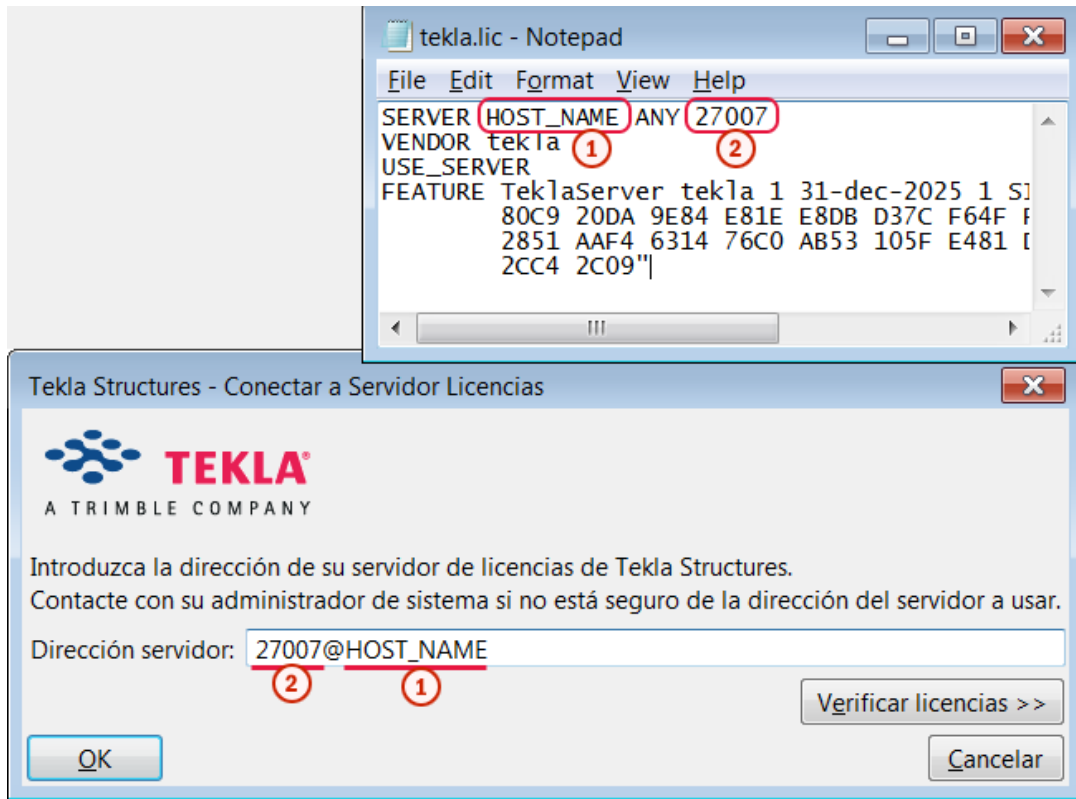 tekla.lic - Notepad
File Edit Format View Help
SERVER HOST_NAME ANY 27007
1 2
VENDOR tekla
USE_SERVER
FEATURE TeklaServer tekla 1 31-dec-2025 1
80C9 20DA 9E84 E81E E8DB D37C F64F
2851 AAF4 6314 76C0 AB53 105F E481
2CC4 2C09"
Tekla Structures - Conectar a Servidor Licencias
TEKLA®
A TRIMBLE COMPANY
Introduzca la dirección de su servidor de licencias de Tekla Structures.
Contacte con su administrador de sistema si no está seguro de la dirección del servidor a usar.
Dirección servidor: 27007@HOST_NAME
2 1
Verificar licencias >>
OK Cancelar